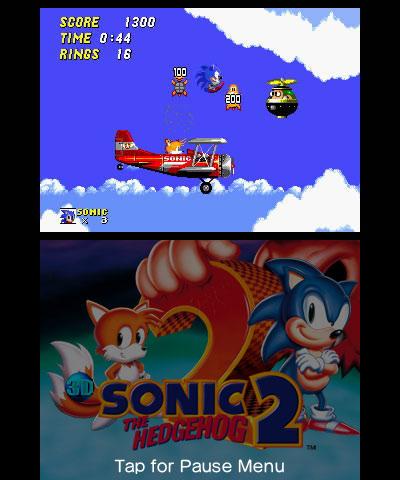 SCORE 1300
TIME 0:44
RINGS 16
100
200
SONIC
SONIC
× 3
2
3D
SONIC 2
THE
HEDGEHOG
TM
Tap for Pause Menu